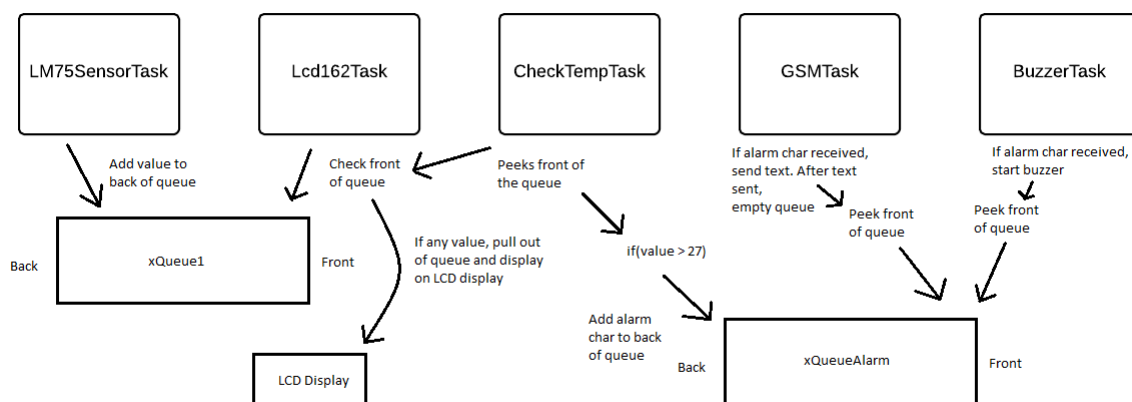 LM75SensorTask
Lcd162Task
CheckTempTask
GSMTask
BuzzerTask
Add value to
back of queue
Check front
of queue
Peeks front of
the queue
If alarm char received,
send text. After text
sent,
empty queue
If alarm char received,
start buzzer
Peek front
of queue
Peek front
of queue
Back
xQueue1
Front
If any value, pull out
of queue and display
on LCD display
if(value > 27)
Add alarm
char to back
of queue
Back
xQueueAlarm
Front
LCD Display